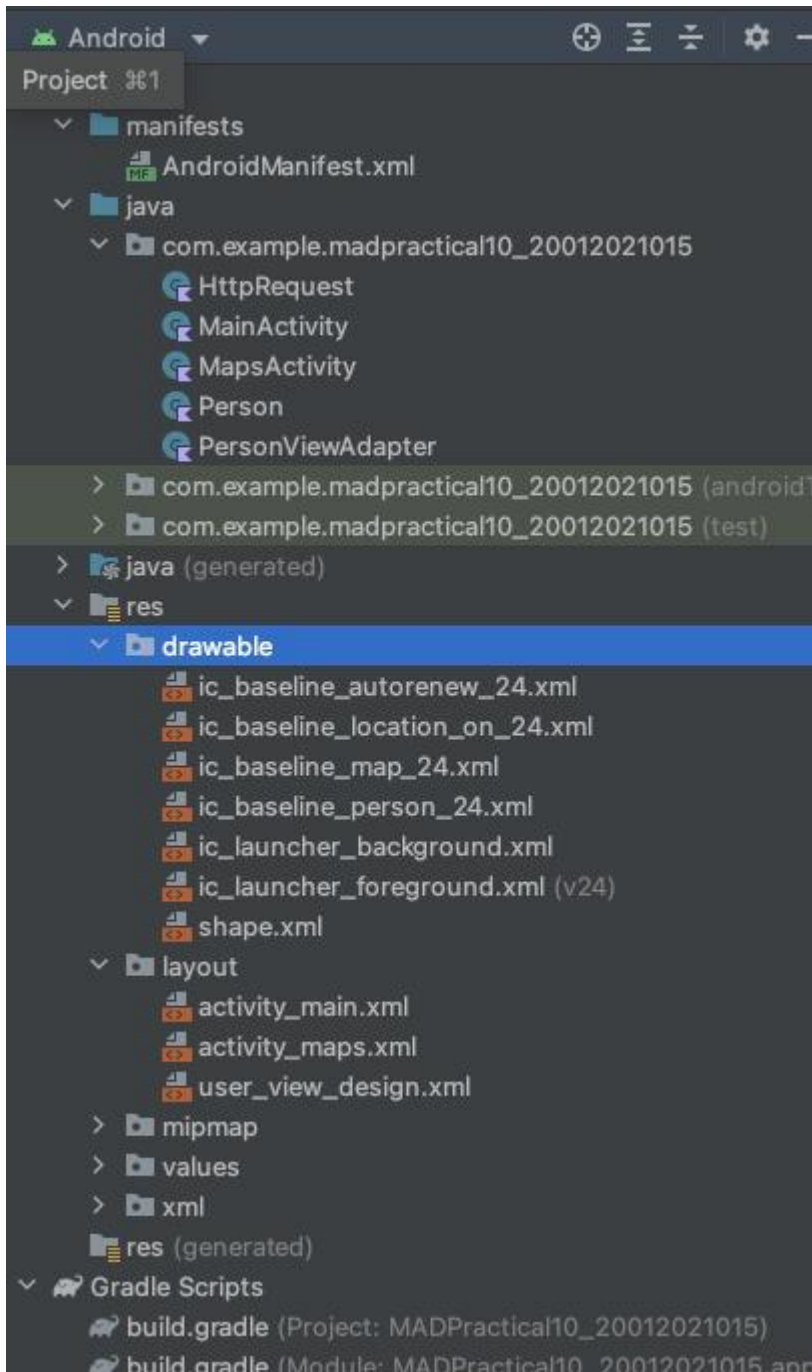 Android
Project ⌘1
manifests
AndroidManifest.xml
java
com.example.madpractical10_20012021015
HttpRequest
MainActivity
MapsActivity
Person
PersonViewAdapter
com.example.madpractical10_20012021015 (androidT
com.example.madpractical10_20012021015 (test)
java (generated)
res
drawable
ic_baseline_autorenew_24.xml
ic_baseline_location_on_24.xml
ic_baseline_map_24.xml
ic_baseline_person_24.xml
ic_launcher_background.xml
ic_launcher_foreground.xml (v24)
shape.xml
layout
activity_main.xml
activity_maps.xml
user_view_design.xml
mipmap
values
xml
res (generated)
Gradle Scripts
build.gradle (Project: MADPractical10_20012021015)
build.gradle (Module: MADPractical10_20012021015.app